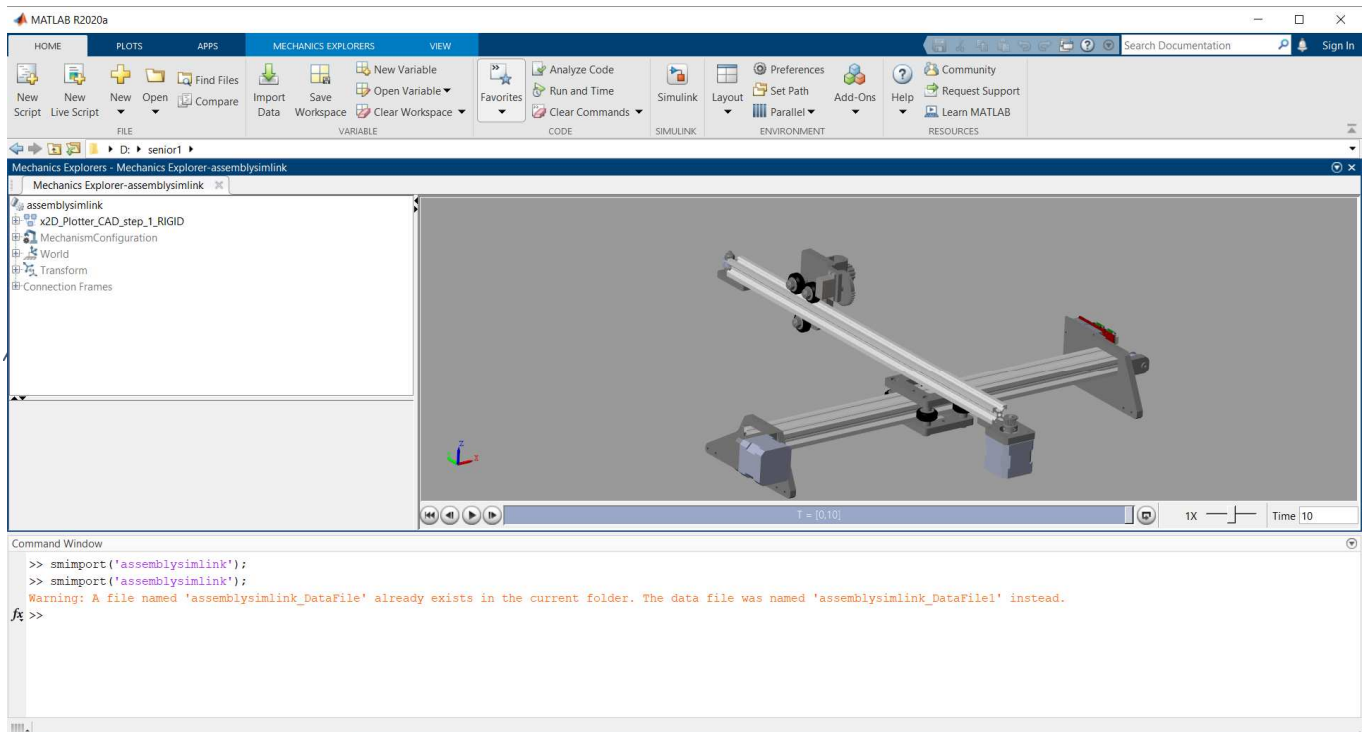 MATLAB R2020a
HOME PLOTS APPS MECHANICS EXPLORERS VIEW Search Documentation Sign In
New Script
New Live Script
New
Open
Find Files
Compare
Import Data
Save Workspace
New Variable
Open Variable
Clear Workspace
Favorites
Analyze Code
Run and Time
Clear Commands
Simulink
Layout
Preferences
Set Path
Parallel
Add-Ons
Help
Community
Request Support
Learn MATLAB
FILE VARIABLE CODE SIMULINK ENVIRONMENT RESOURCES
D: senior1
Mechanics Explorers - Mechanics Explorer-assemblysimlink
Mechanics Explorer-assemblysimlink
assemblysimlink
x2D_Plotter_CAD_step_1_RIGID
MechanismConfiguration
World
Transform
Connection Frames
z
x
T = [0,10] 1X Time 10
Command Window
>> smimport('assemblysimlink');
>> smimport('assemblysimlink');
Warning: A file named 'assemblysimlink_DataFile' already exists in the current folder. The data file was named 'assemblysimlink_DataFile1' instead.
fx >>